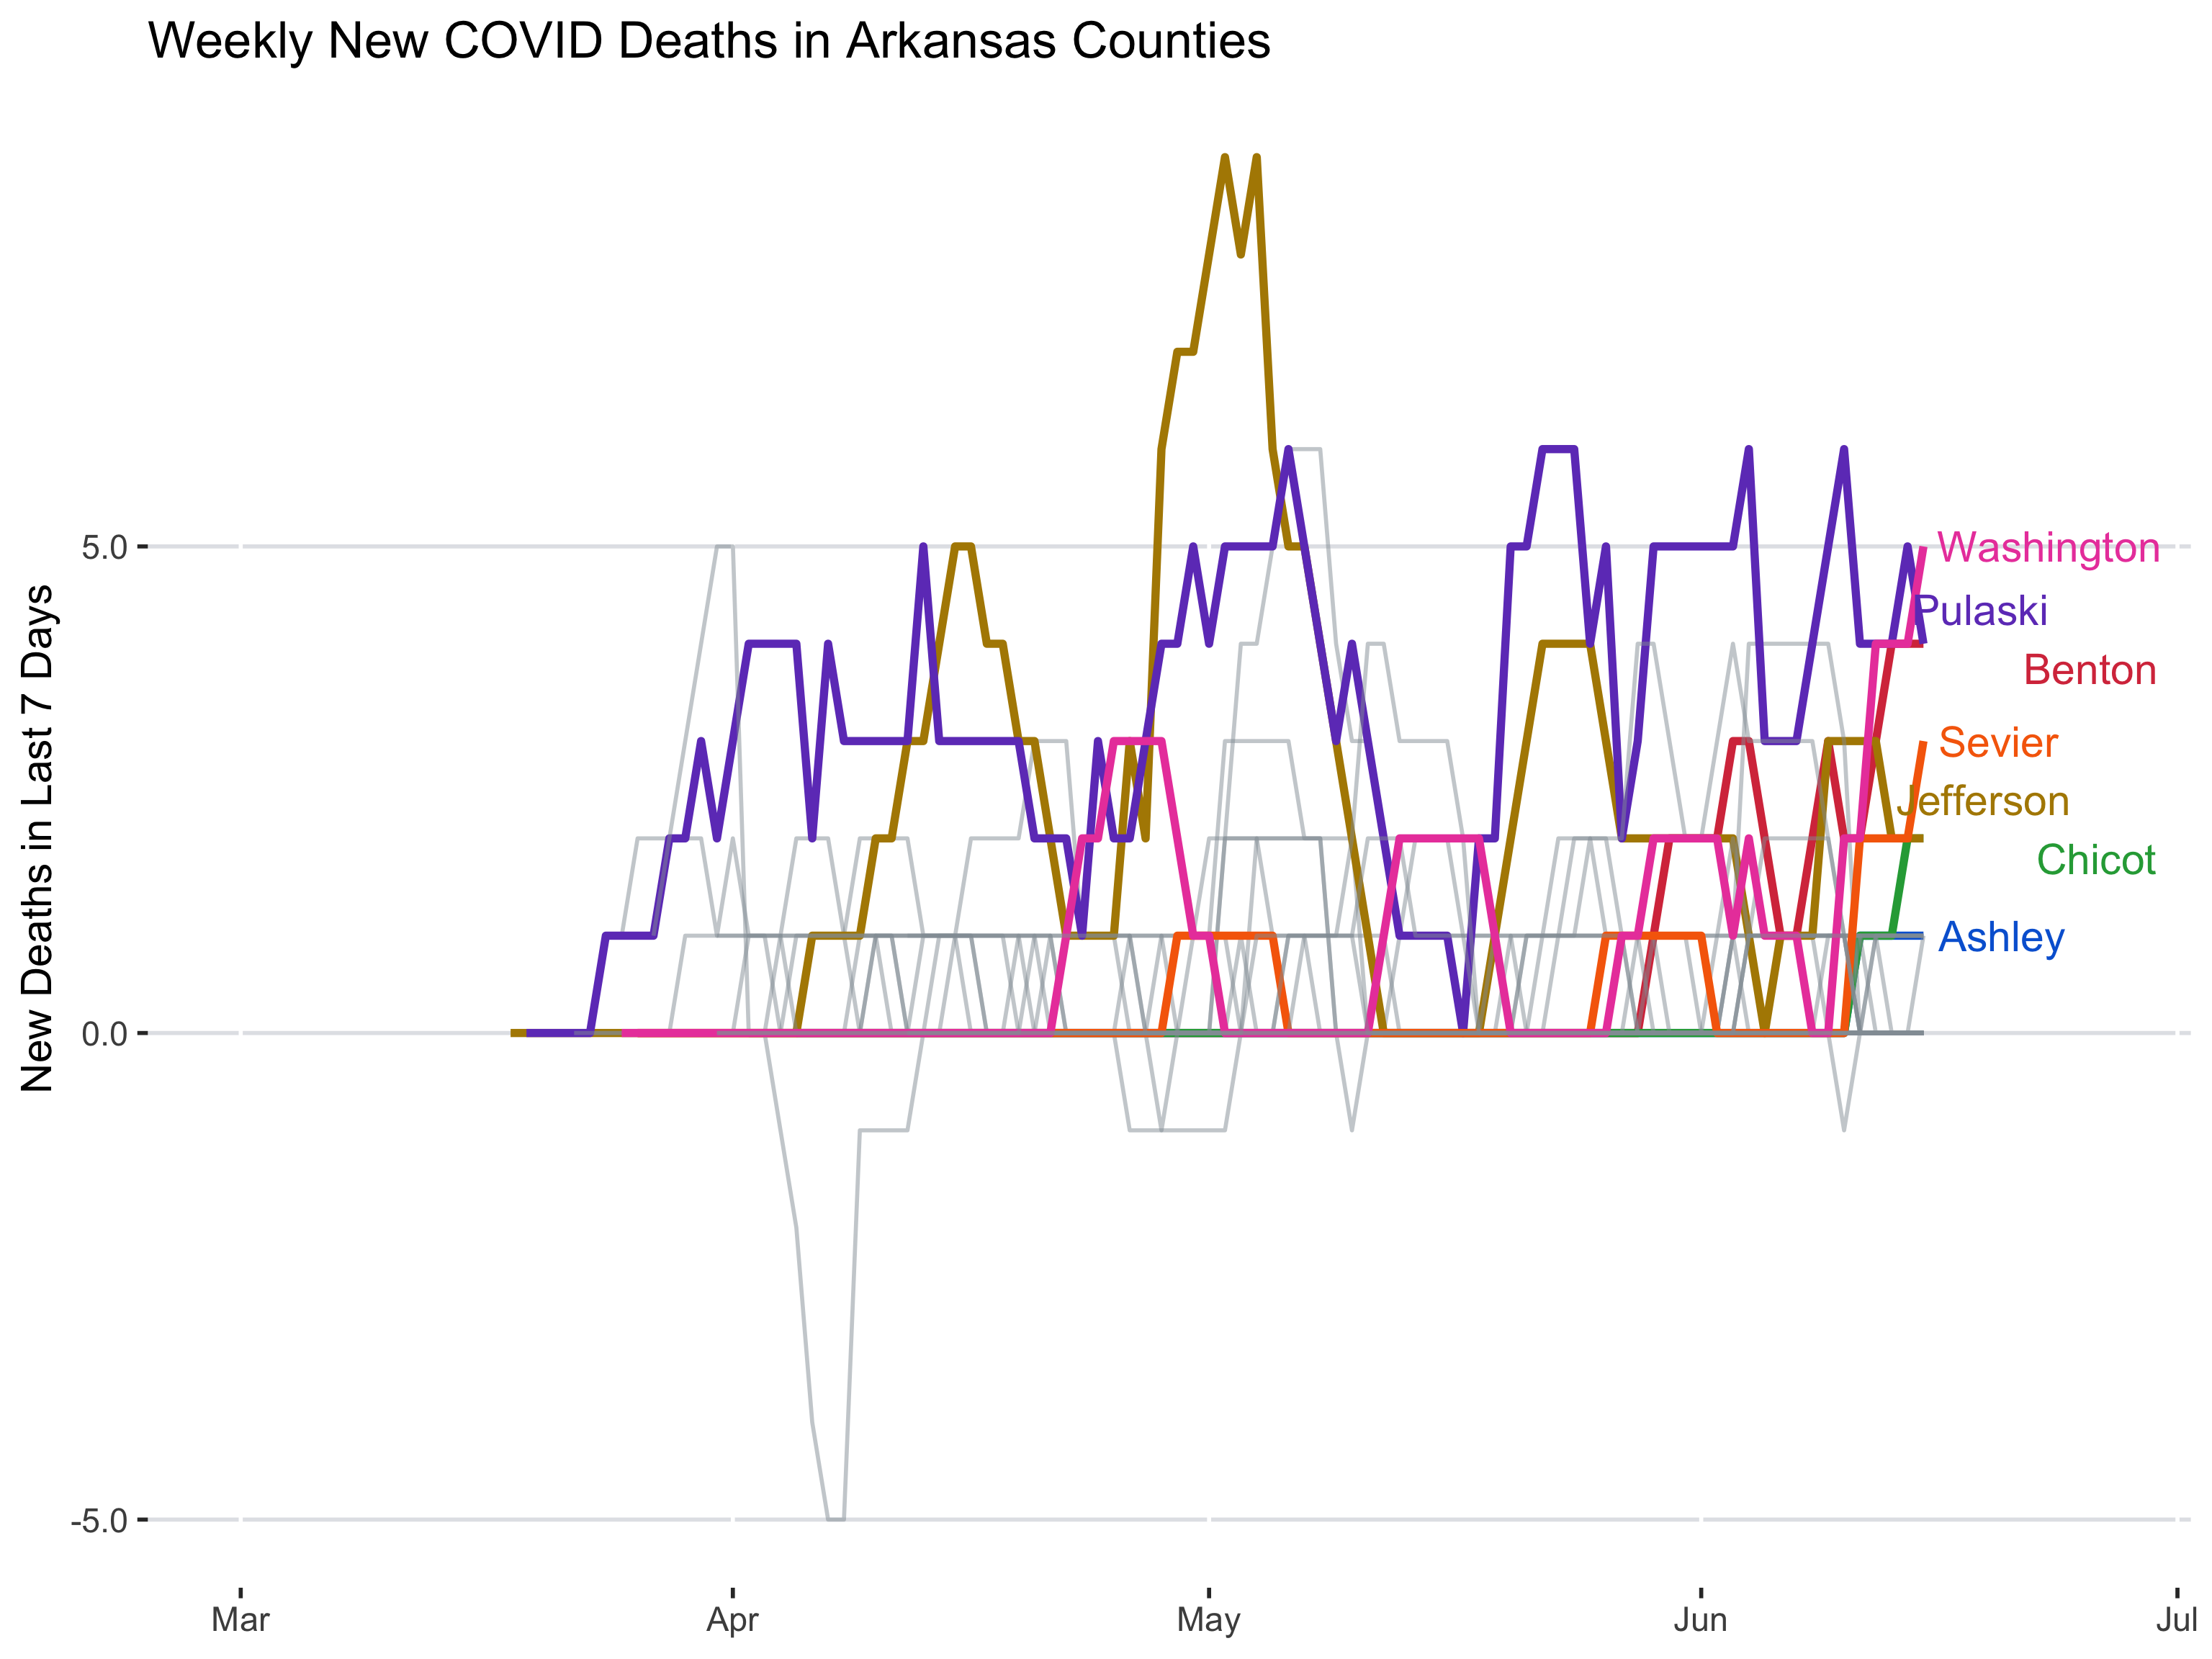 Weekly New COVID Deaths in Arkansas Counties
New Deaths in Last 7 Days
5.0
0.0
-5.0
Washington
Pulaski
Benton
Sevier
Jefferson
Chicot
Ashley
Mar
Apr
May
Jun
Jul